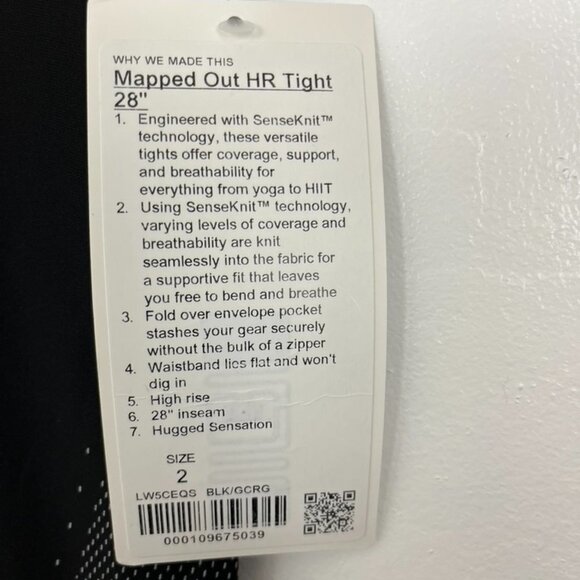 WHY WE MADE THIS
Mapped Out HR Tight
28"
1. Engineered with SenseKnit™
technology, these versatile
tights offer coverage, support,
and breathability for
everything from yoga to HIIT
2. Using SenseKnit™ technology,
varying levels of coverage and
breathability are knit
seamlessly into the fabric for
a supportive fit that leaves
you free to bend and breathe
3. Fold over envelope pocket
stashes your gear securely
without the bulk of a zipper
4. Waistband lies flat and won't
dig in
5. High rise
6. 28" inseam
7. Hugged Sensation
SIZE
2
LW5CEQS BLK/GCRG
000109675039